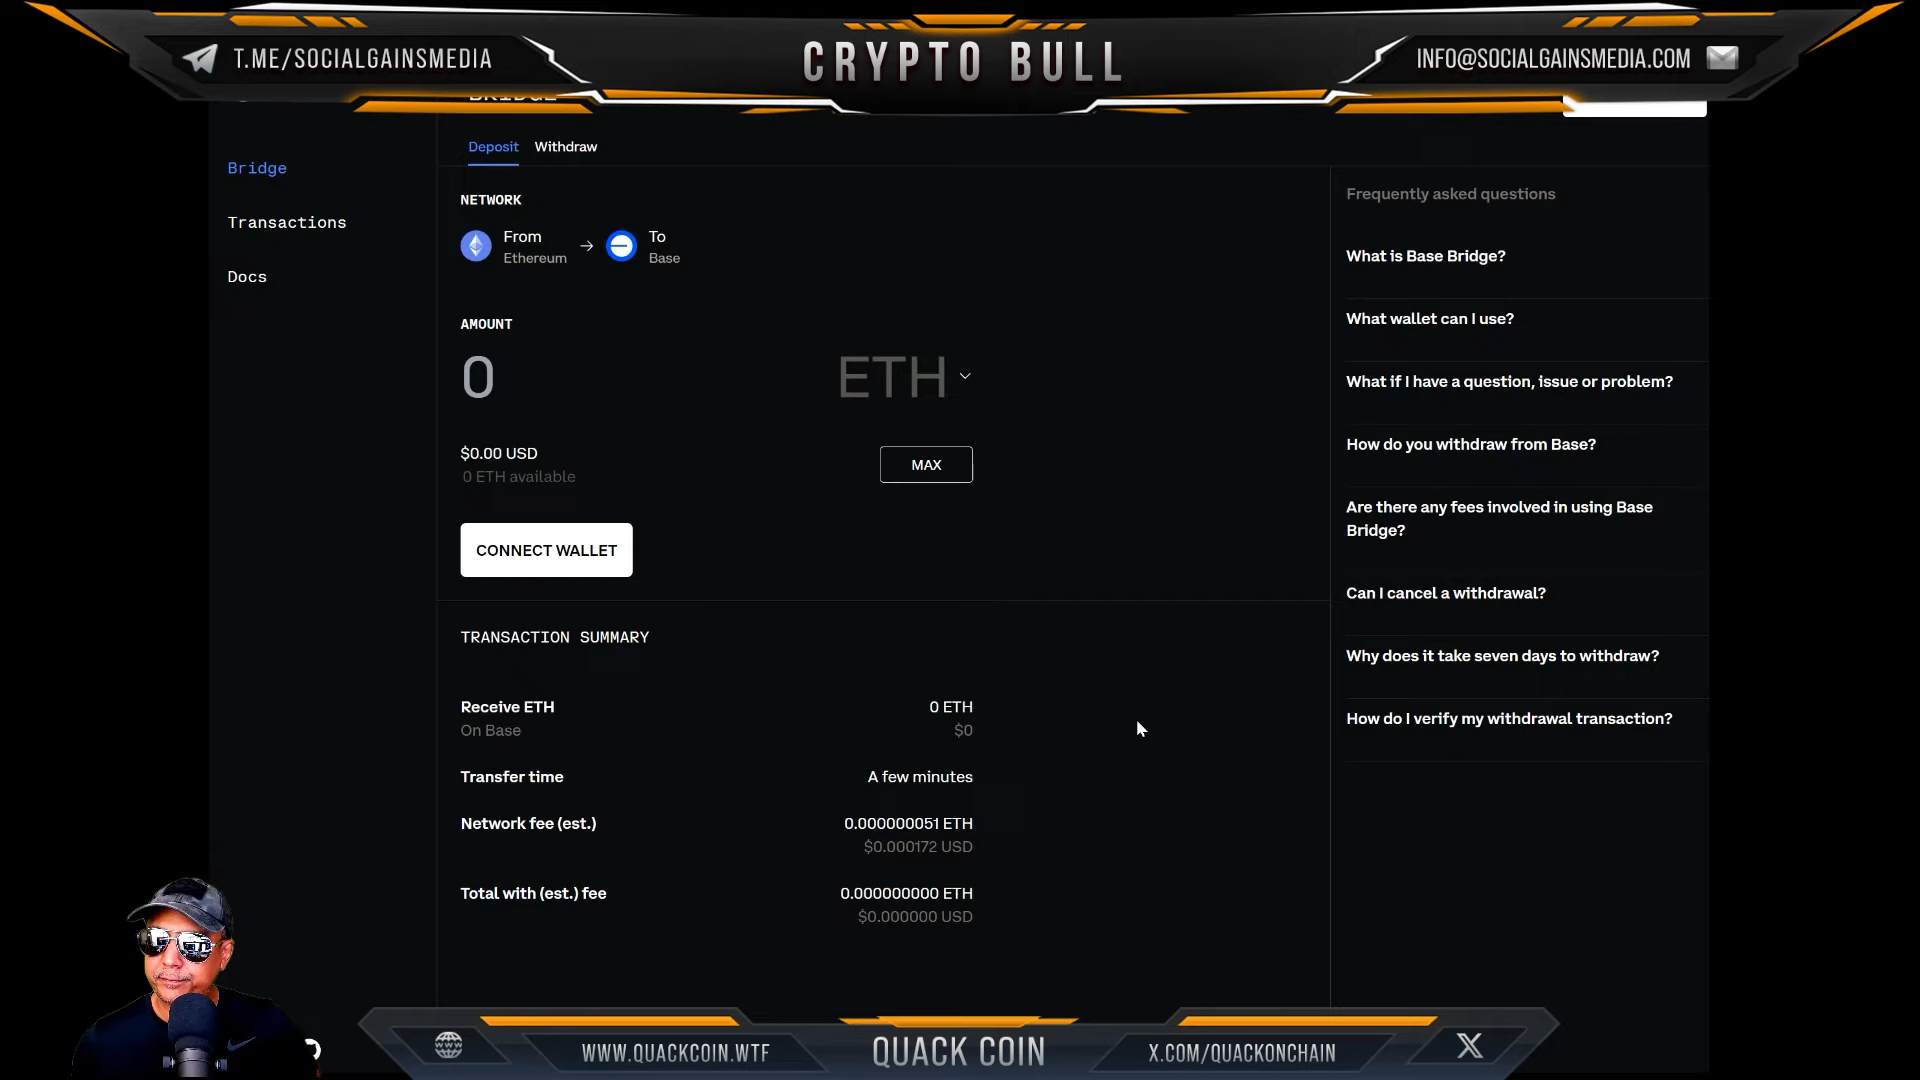 T.ME/SOCIALGAINSMEDIA
CRYPTO BULL
INFO@SOCIALGAINSMEDIA.COM
BRIDGE
Deposit
Withdraw
Bridge
Transactions
Docs
NETWORK
From
Ethereum
To
Base
AMOUNT
0
ETH
$0.00 USD
0 ETH available
MAX
CONNECT WALLET
TRANSACTION SUMMARY
Receive ETH
0 ETH
On Base
$0
Transfer time
A few minutes
Network fee (est.)
0.000000051 ETH
$0.000172 USD
Total with (est.) fee
0.000000000 ETH
$0.000000 USD
Frequently asked questions
What is Base Bridge?
What wallet can I use?
What if I have a question, issue or problem?
How do you withdraw from Base?
Are there any fees involved in using Base
Bridge?
Can I cancel a withdrawal?
Why does it take seven days to withdraw?
How do I verify my withdrawal transaction?
WWW.QUACKCOIN.WTF
QUACK COIN
X.COM/QUACKONCHAIN